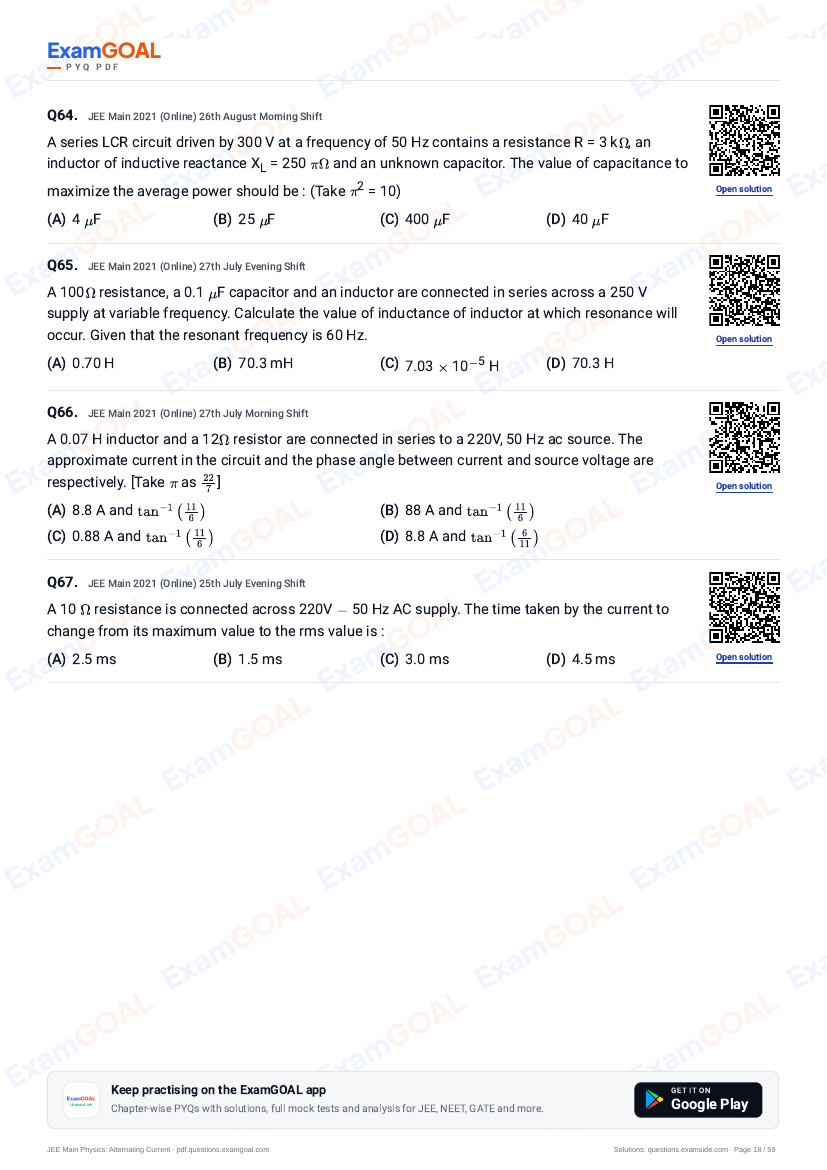 ExamGOAL
PYQ PDF
Q64. JEE Main 2021 (Online) 26th August Morning Shift
A series LCR circuit driven by 300 V at a frequency of 50 Hz contains a resistance R = 3 kΩ, an
inductor of inductive reactance X_L = 250 πΩ and an unknown capacitor. The value of capacitance to
maximize the average power should be : (Take π² = 10)
(A) 4 μF (B) 25 μF (C) 400 μF (D) 40 μF
Open solution
Q65. JEE Main 2021 (Online) 27th July Evening Shift
A 100Ω resistance, a 0.1 μF capacitor and an inductor are connected in series across a 250 V
supply at variable frequency. Calculate the value of inductance of inductor at which resonance will
occur. Given that the resonant frequency is 60 Hz.
(A) 0.70 H (B) 70.3 mH (C) 7.03 × 10⁻⁵ H (D) 70.3 H
Open solution
Q66. JEE Main 2021 (Online) 27th July Morning Shift
A 0.07 H inductor and a 12Ω resistor are connected in series to a 220V, 50 Hz ac source. The
approximate current in the circuit and the phase angle between current and source voltage are
respectively. [Take π as 22/7]
(A) 8.8 A and tan⁻¹ (11/6) (B) 88 A and tan⁻¹ (11/6)
(C) 0.88 A and tan⁻¹ (11/6) (D) 8.8 A and tan⁻¹ (6/11)
Open solution
Q67. JEE Main 2021 (Online) 25th July Evening Shift
A 10 Ω resistance is connected across 220V − 50 Hz AC supply. The time taken by the current to
change from its maximum value to the rms value is :
(A) 2.5 ms (B) 1.5 ms (C) 3.0 ms (D) 4.5 ms
Open solution
ExamGOAL
Keep practising on the ExamGOAL app
Chapter-wise PYQs with solutions, full mock tests and analysis for JEE, NEET, GATE and more.
GET IT ON
Google Play
JEE Main Physics: Alternating Current · pdf.questions.examgoal.com
Solutions: questions.examside.com · Page 18 / 59